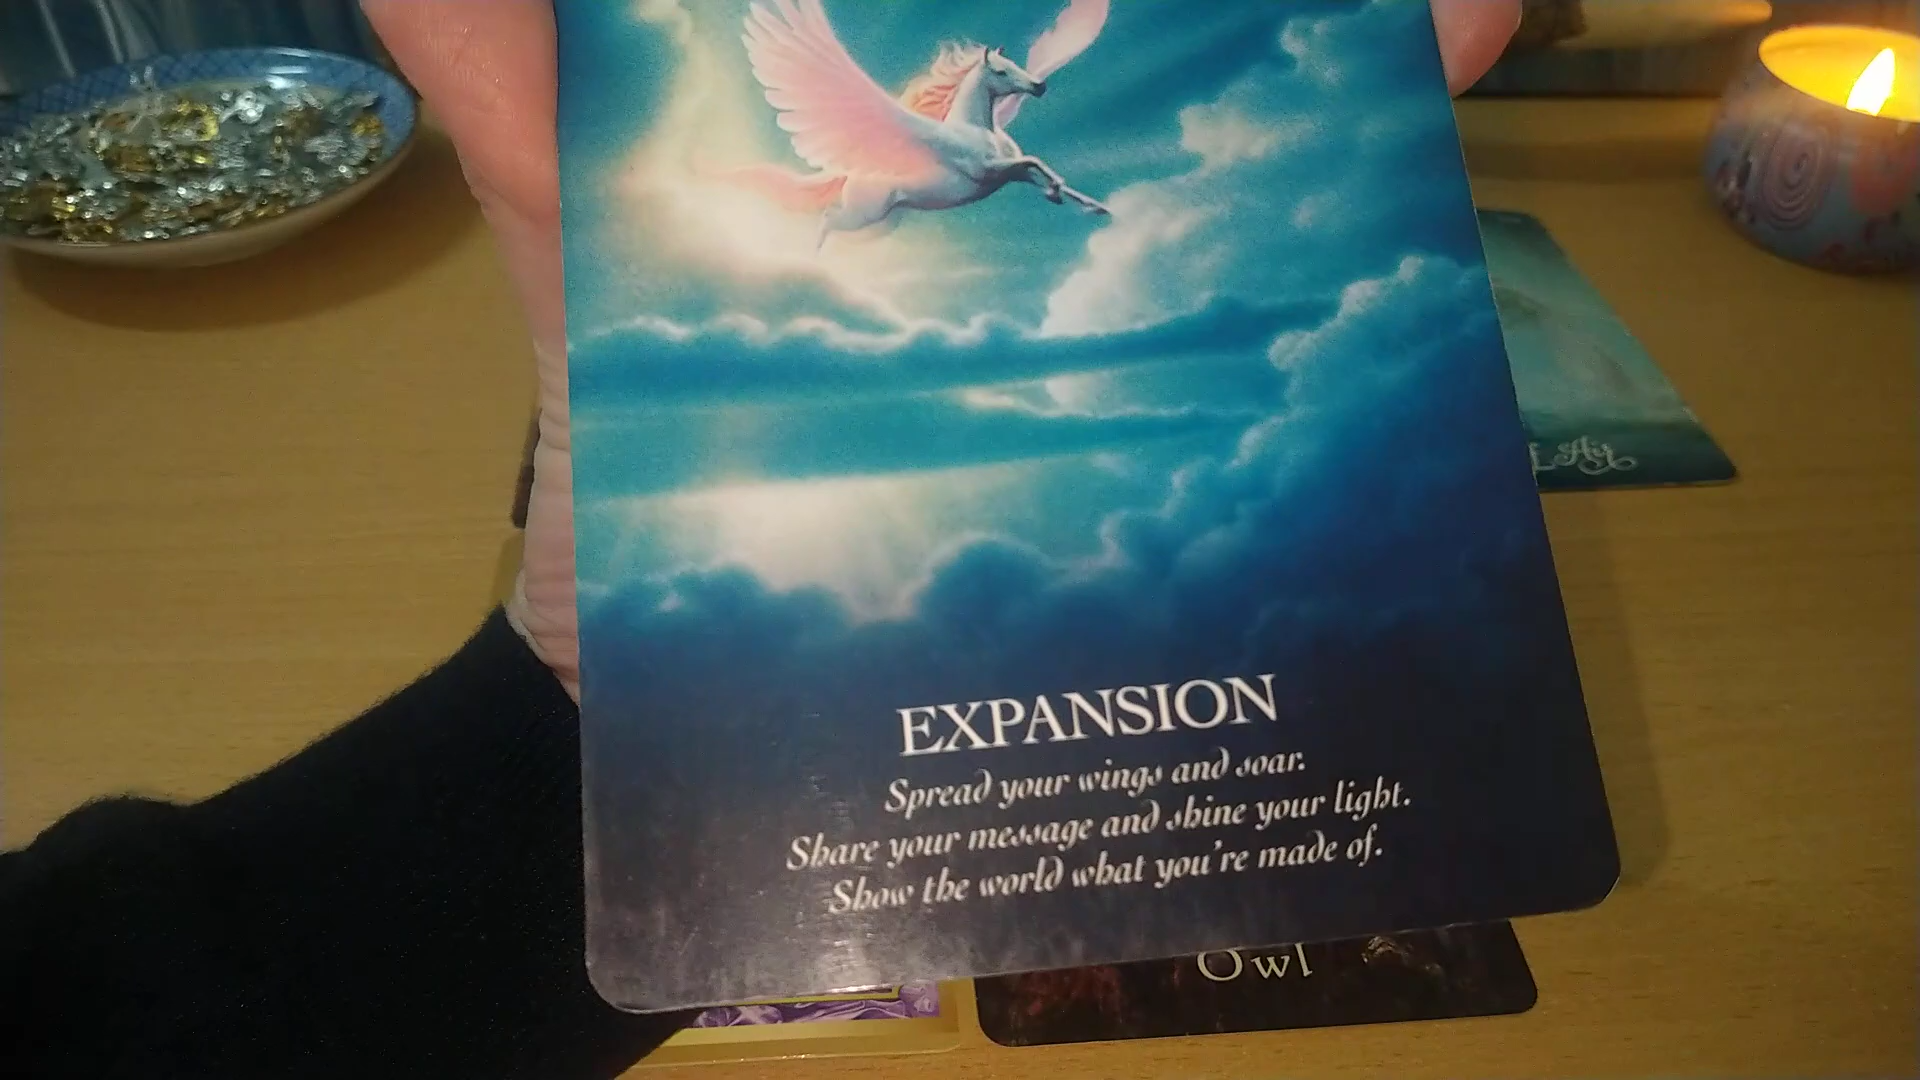 EXPANSION
Spread your wings and soar.
Share your message and shine your light.
Show the world what you're made of.
Air
Owl